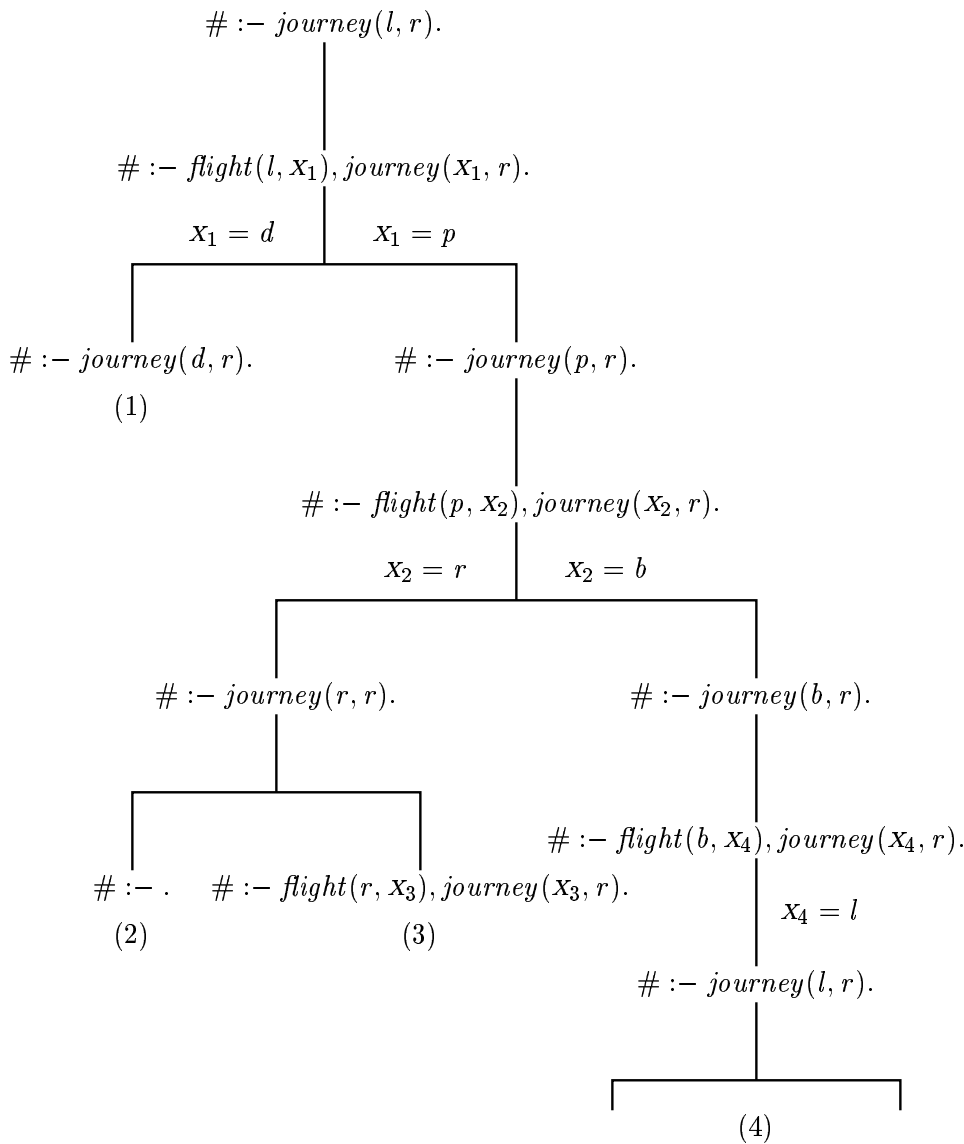 # :– journey(l, r).
# :– flight(l, x₁), journey(x₁, r).
x₁ = d x₁ = p
# :– journey(d, r). # :– journey(p, r).
(1)
# :– flight(p, x₂), journey(x₂, r).
x₂ = r x₂ = b
# :– journey(r, r). # :– journey(b, r).
# :– flight(b, x₄), journey(x₄, r).
# :– . # :– flight(r, x₃), journey(x₃, r).
x₄ = l
(2) (3)
# :– journey(l, r).
(4)